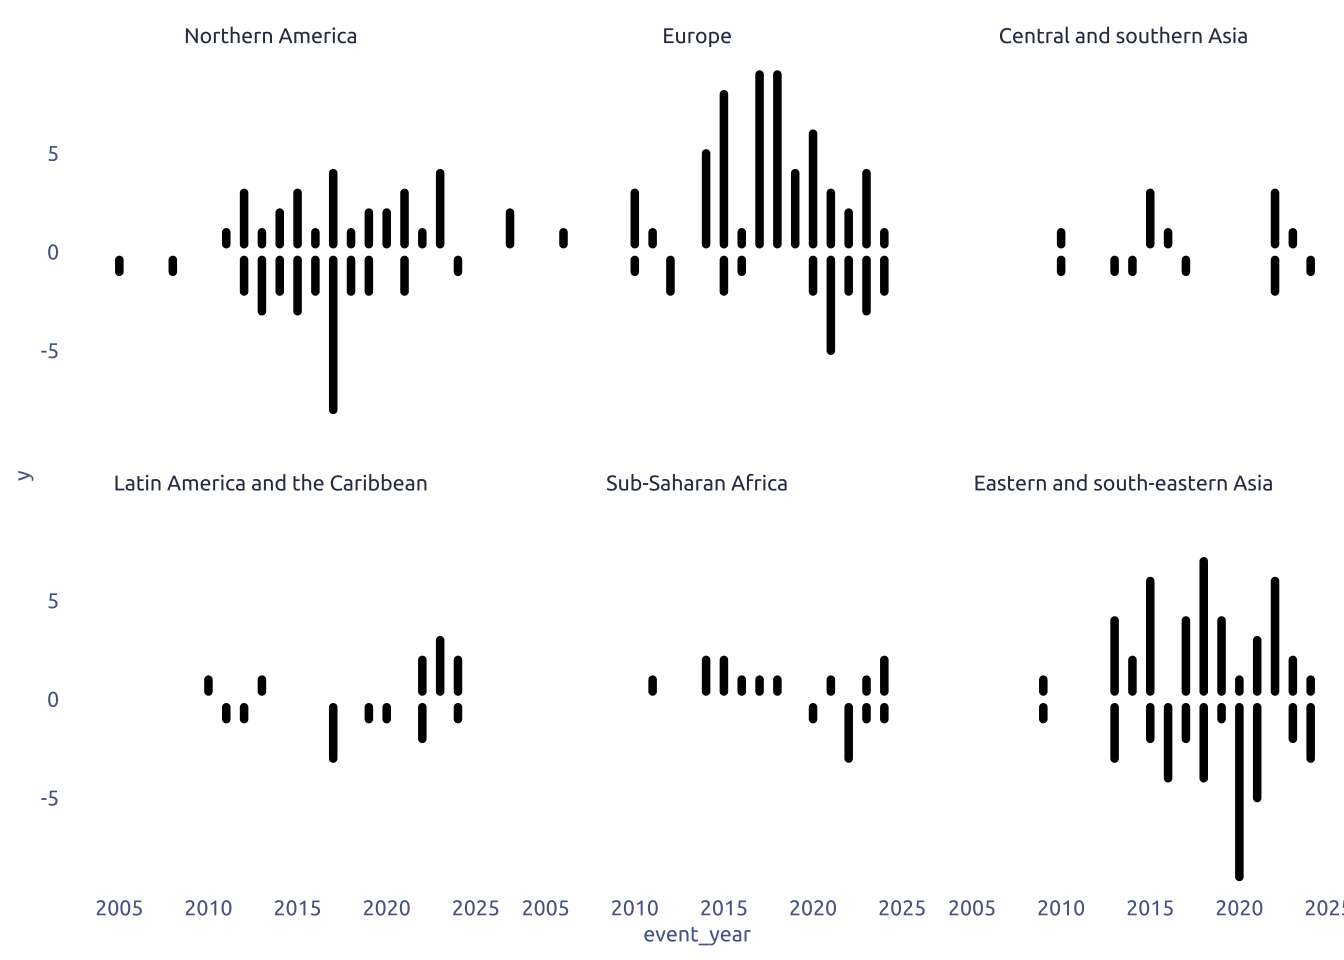 Northern America
Europe
Central and southern Asia
5
0
-5
y
Latin America and the Caribbean
Sub-Saharan Africa
Eastern and south-eastern Asia
5
0
-5
2005 2010 2015 2020 2025 2005 2010 2015 2020 2025 2005 2010 2015 2020 2025
event_year